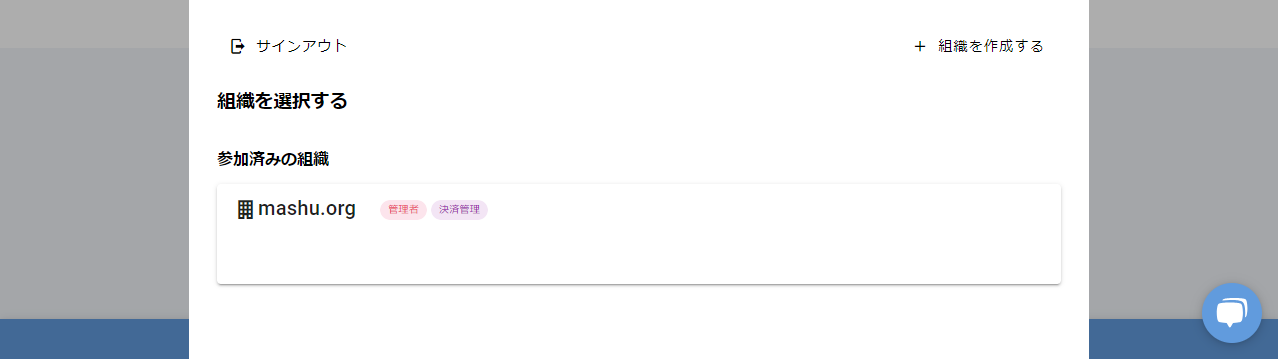 サインアウト
組織を作成する
組織を選択する
参加済みの組織
mashu.org 管理者 決済管理